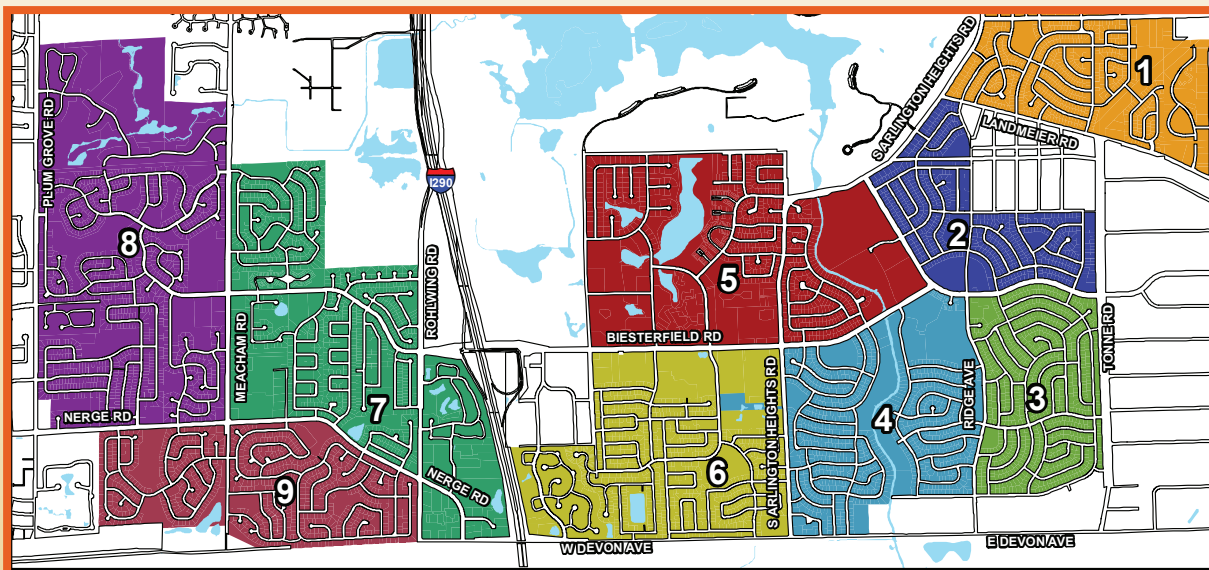 S ARLINGTON HEIGHTS RD
1
PLUM GROVE RD
LANDMEIER RD
I290
8
2
ROHLWING RD
5
MEACHAM RD
BIESTERFIELD RD
TONNE RD
S ARLINGTON HEIGHTS RD
RIDGE AVE
3
7
NERGE RD
4
6
NERGE RD
9
W DEVON AVE
E DEVON AVE